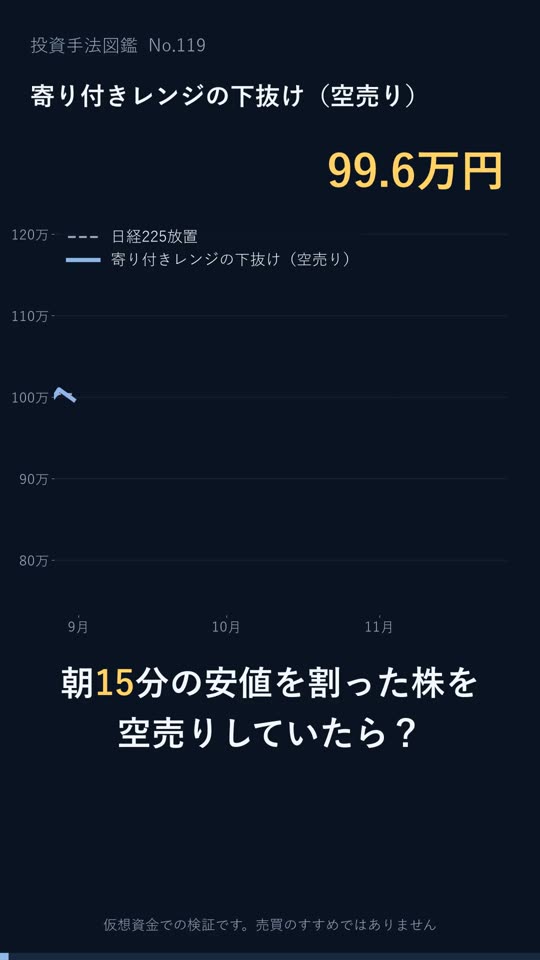 投資手法図鑑 No.119
寄り付きレンジの下抜け（空売り）
99.6万円
120万
日経225放置
寄り付きレンジの下抜け（空売り）
110万
100万
90万
80万
9月
10月
11月
朝15分の安値を割った株を
空売りしていたら？
仮想資金での検証です。売買のすすめではありません